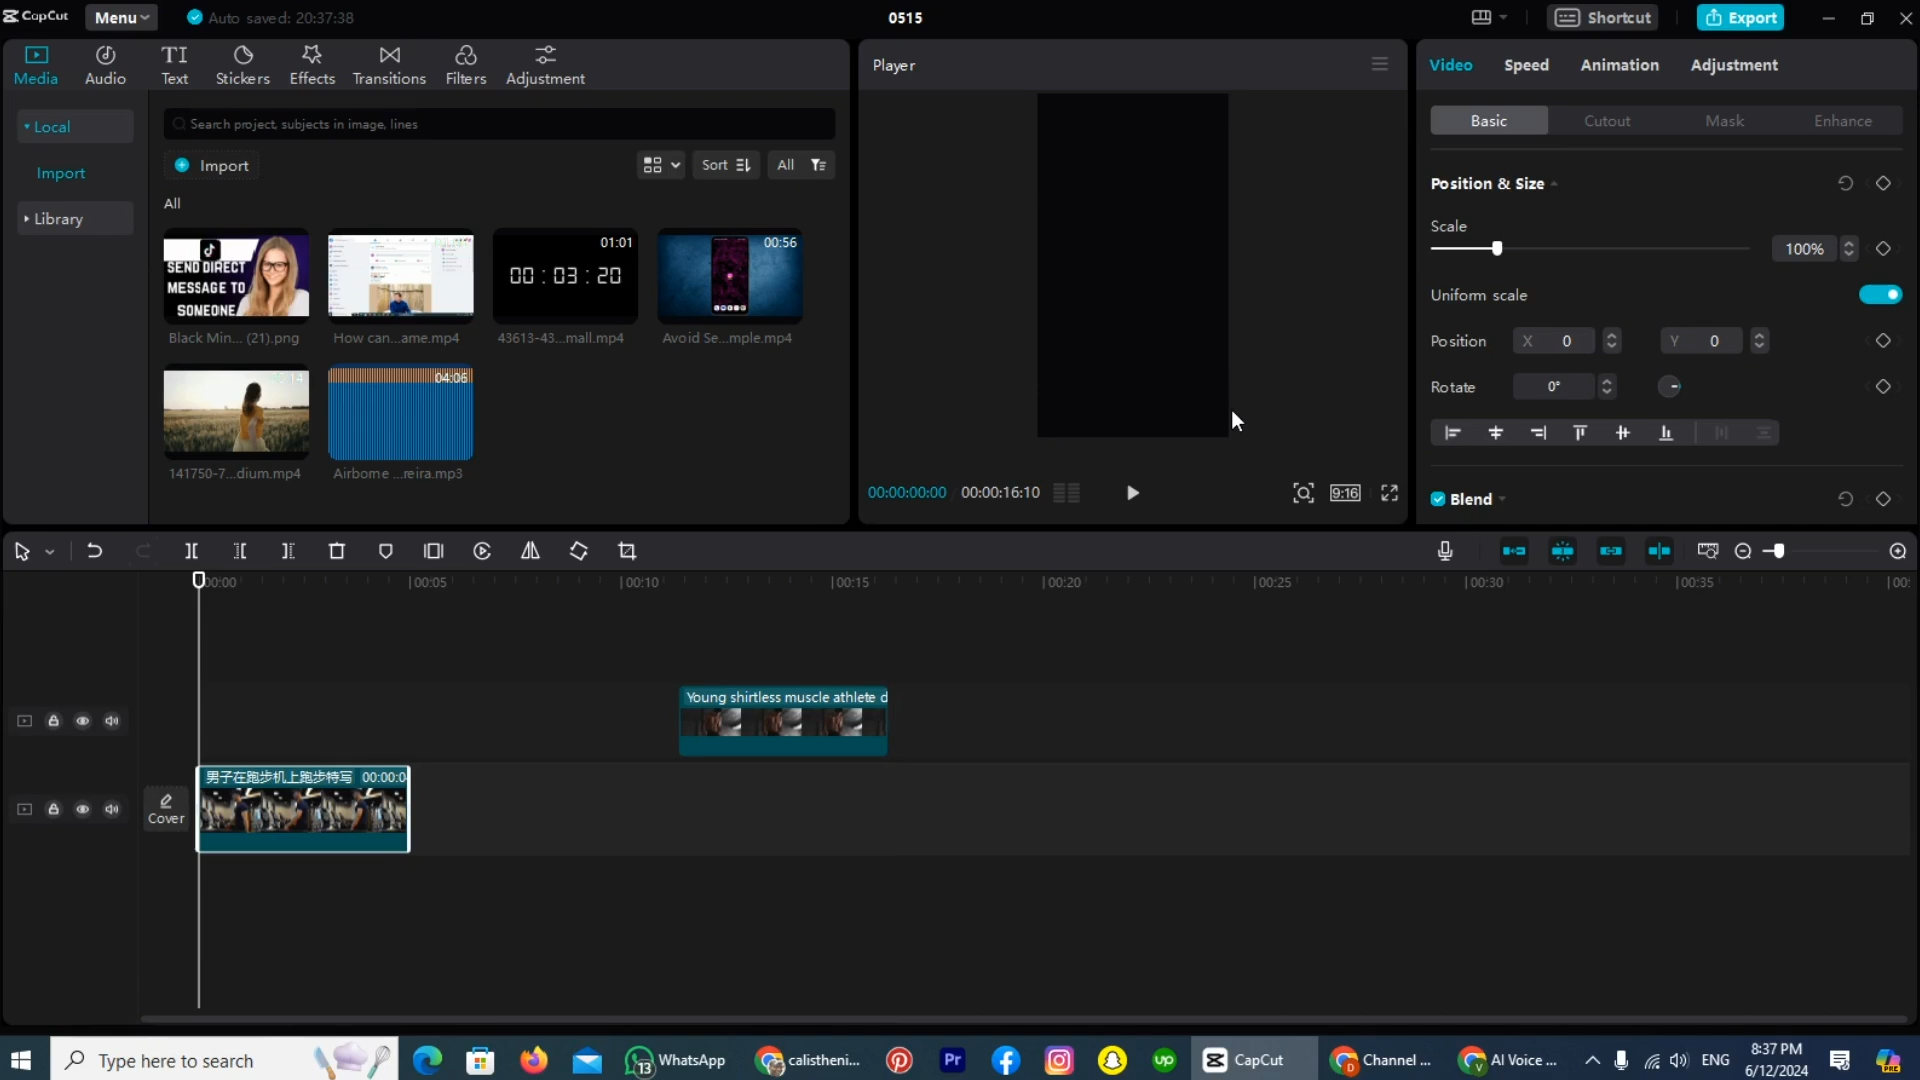 CapCut
Menu
Auto saved: 20:37:38
0515
Shortcut
Export
Media
Audio
Text
Stickers
Effects
Transitions
Filters
Adjustment
Local
Import
Library
Search project, subjects in image, lines
Import
Sort
All
All
SEND DIRECT
MESSAGE TO
SOMEONE
Black Min... (21).png
How can...ame.mp4
01:01
00:03:20
43613-43...mall.mp4
00:56
Avoid Se...mple.mp4
141750-7...dium.mp4
04:06
Airborne ...reira.mp3
Player
00:00:00:00
00:00:16:10
9:16
Video
Speed
Animation
Adjustment
Basic
Cutout
Mask
Enhance
Position & Size
Scale
100%
Uniform scale
Position
X 0
Y 0
Rotate
0°
Blend
00:00
00:05
00:10
00:15
00:20
00:25
00:30
00:35
00:
Young shirtless muscle athlete d
Cover
男子在跑步机上跑步特写 00:00:0
Type here to search
13
WhatsApp
calistheni...
Pr
up
CapCut
Channel ...
AI Voice ...
ENG
8:37 PM
6/12/2024
PRE